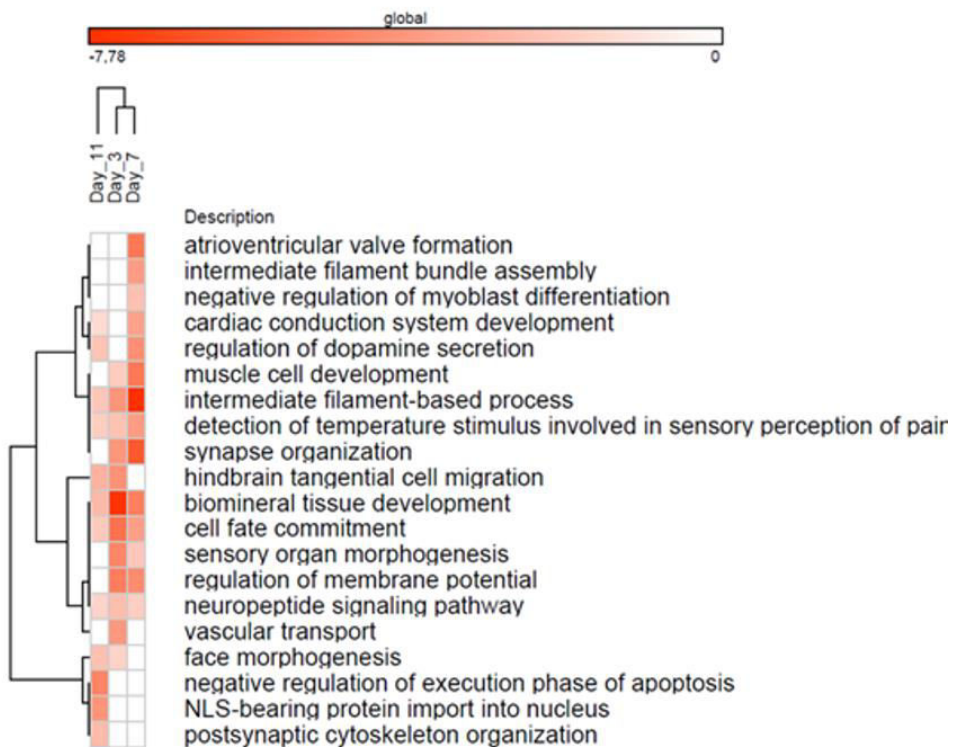 global
-7,78 0
Day_11
Day_3
Day_7
Description
atrioventricular valve formation
intermediate filament bundle assembly
negative regulation of myoblast differentiation
cardiac conduction system development
regulation of dopamine secretion
muscle cell development
intermediate filament-based process
detection of temperature stimulus involved in sensory perception of pain
synapse organization
hindbrain tangential cell migration
biomineral tissue development
cell fate commitment
sensory organ morphogenesis
regulation of membrane potential
neuropeptide signaling pathway
vascular transport
face morphogenesis
negative regulation of execution phase of apoptosis
NLS-bearing protein import into nucleus
postsynaptic cytoskeleton organization